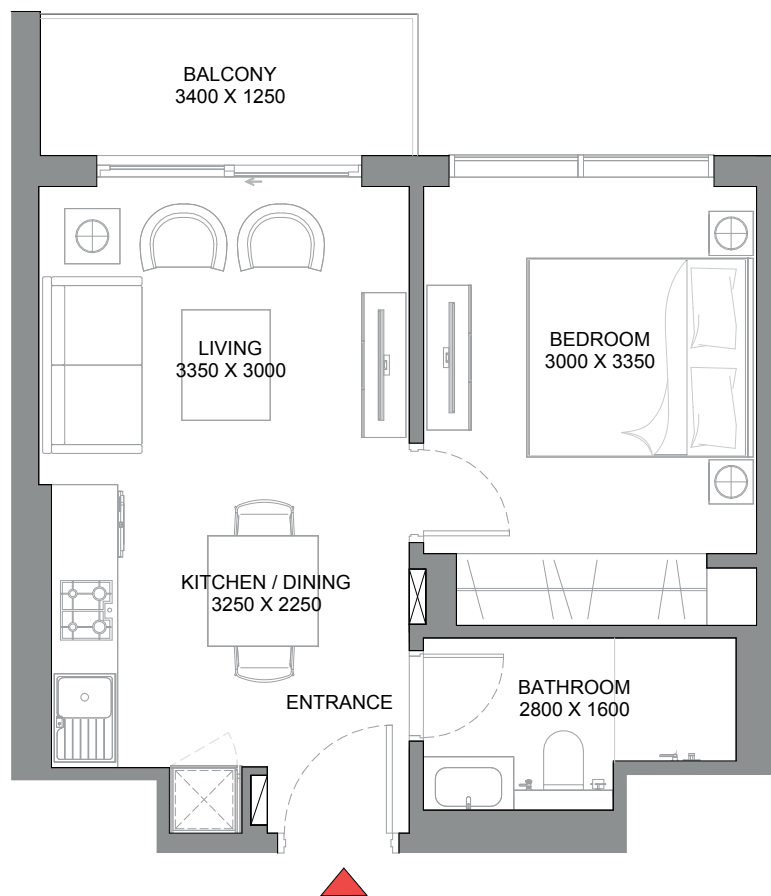 BALCONY
3400 X 1250
LIVING
3350 X 3000
BEDROOM
3000 X 3350
KITCHEN / DINING
3250 X 2250
ENTRANCE
BATHROOM
2800 X 1600